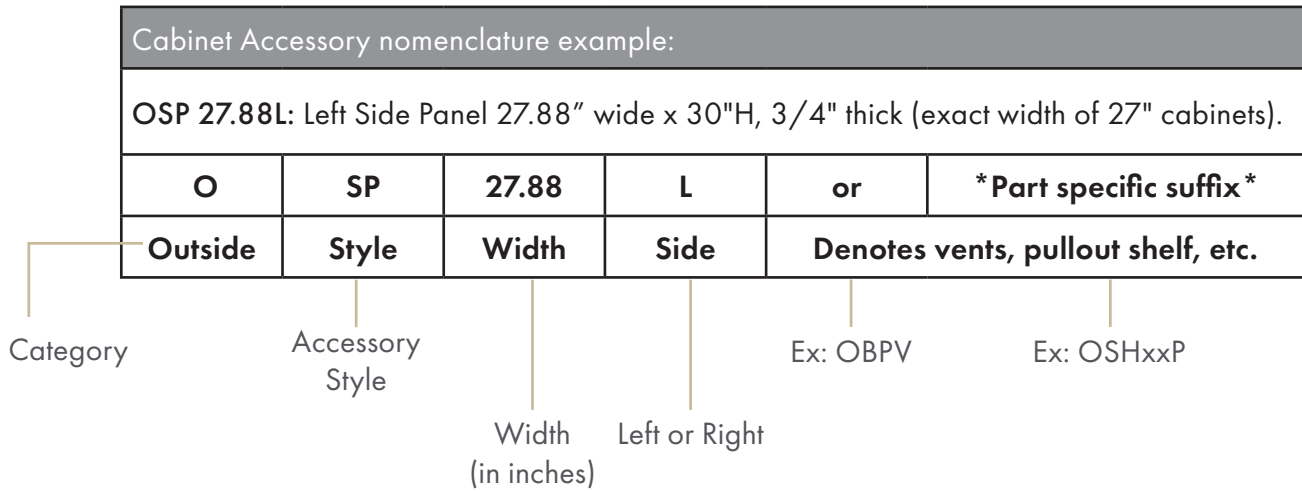 Cabinet Accessory nomenclature example:
OSP 27.88L: Left Side Panel 27.88” wide x 30"H, 3/4" thick (exact width of 27" cabinets).
O SP 27.88 L or *Part specific suffix*
Outside Style Width Side Denotes vents, pullout shelf, etc.
Category Accessory Ex: OBPV Ex: OSHxxP
Style
Width Left or Right
(in inches)